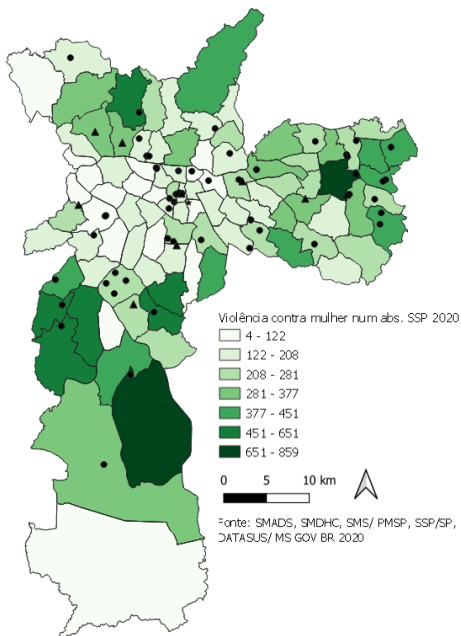 Violência contra mulher num abs. SSP 2020
4 - 122
122 - 208
208 - 281
281 - 377
377 - 451
451 - 651
651 - 859
0 5 10 km
Fonte: SMADS, SMDHC, SMS/ PMSP, SSP/SP,
DATASUS/ MS GOV BR 2020